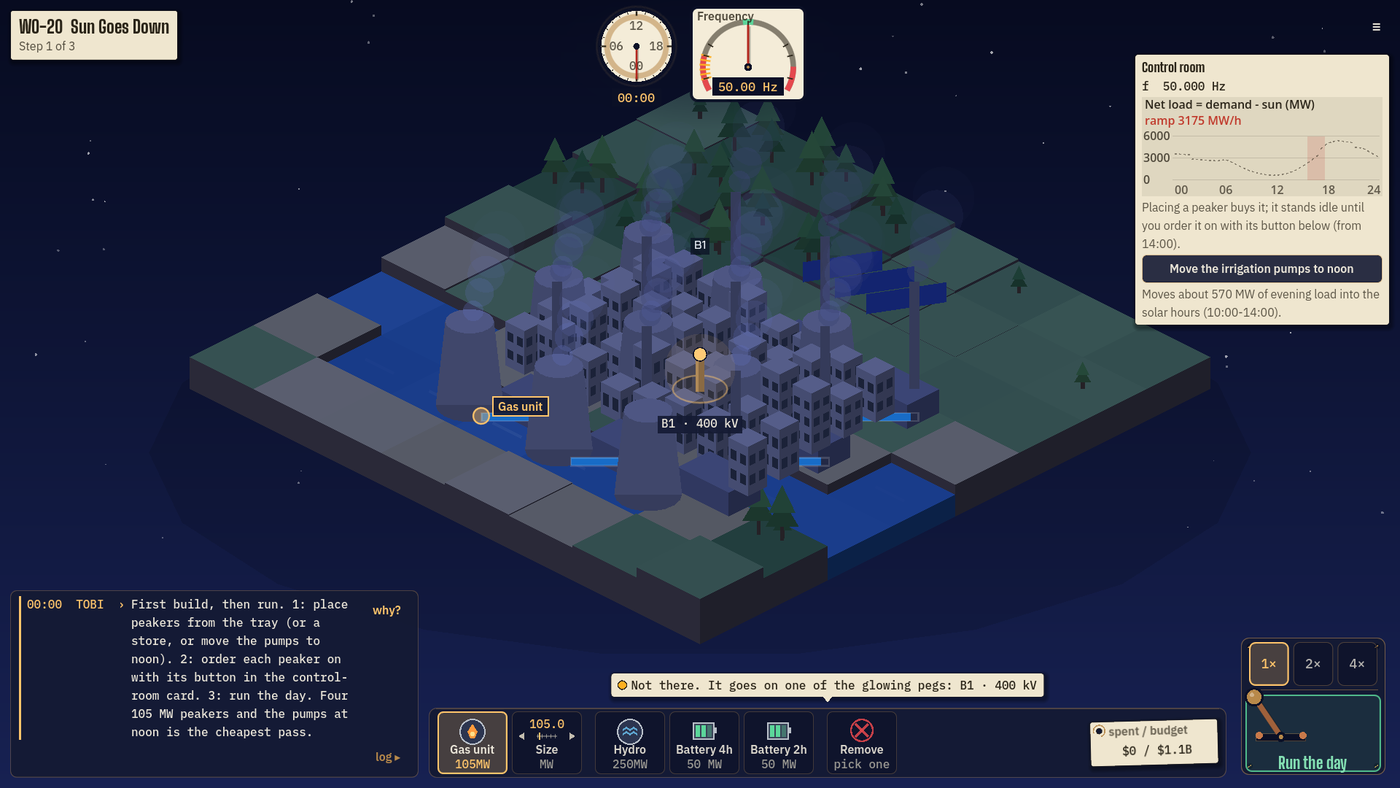 WO-20 Sun Goes Down
Step 1 of 3
12
06
18
00
00:00
Frequency
50.00 Hz
≡
Control room
f 50.000 Hz
Net load = demand - sun (MW)
ramp 3175 MW/h
6000
3000
0
00 06 12 18 24
Placing a peaker buys it; it stands idle until
you order it on with its button below (from
14:00).
Move the irrigation pumps to noon
Moves about 570 MW of evening load into the
solar hours (10:00-14:00).
B1
Gas unit
B1 · 400 kV
00:00 TOBI › First build, then run. 1: place
peakers from the tray (or a
store, or move the pumps to
noon). 2: order each peaker on
with its button in the control-
room card. 3: run the day. Four
105 MW peakers and the pumps at
noon is the cheapest pass.
why?
log ▸
Not there. It goes on one of the glowing pegs: B1 · 400 kV
Gas unit
105MW
105.0
Size
MW
Hydro
250MW
Battery 4h
50 MW
Battery 2h
50 MW
Remove
pick one
spent / budget
$0 / $1.1B
1×
2×
4×
Run the day